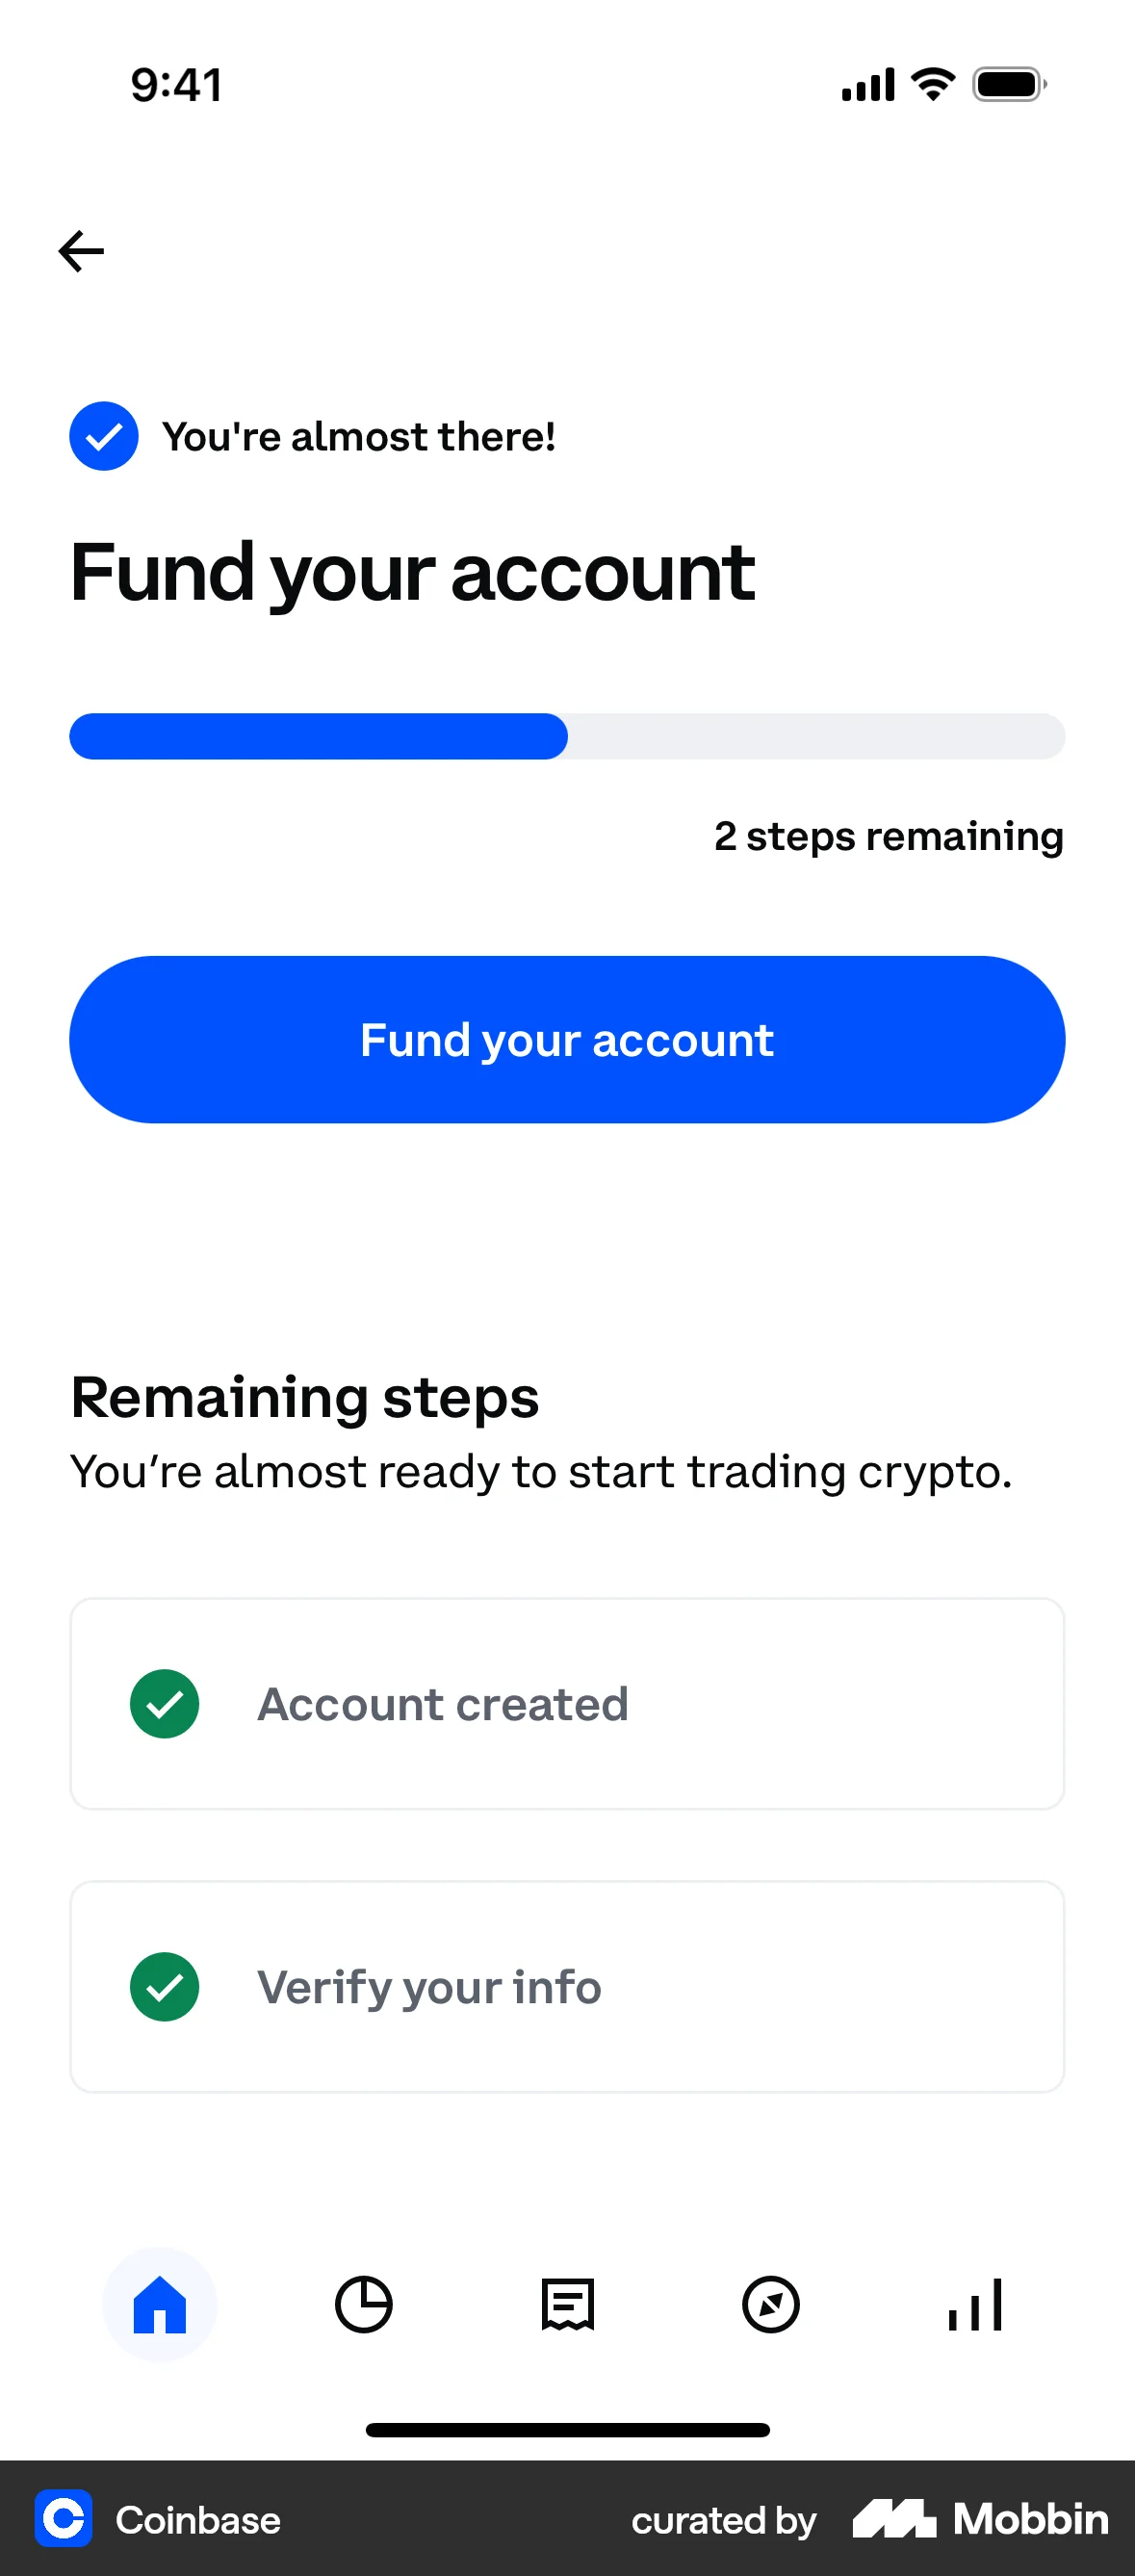 9:41
You're almost there!
Fund your account
2 steps remaining
Fund your account
Remaining steps
You’re almost ready to start trading crypto.
Account created
Verify your info
Coinbase
curated by Mobbin